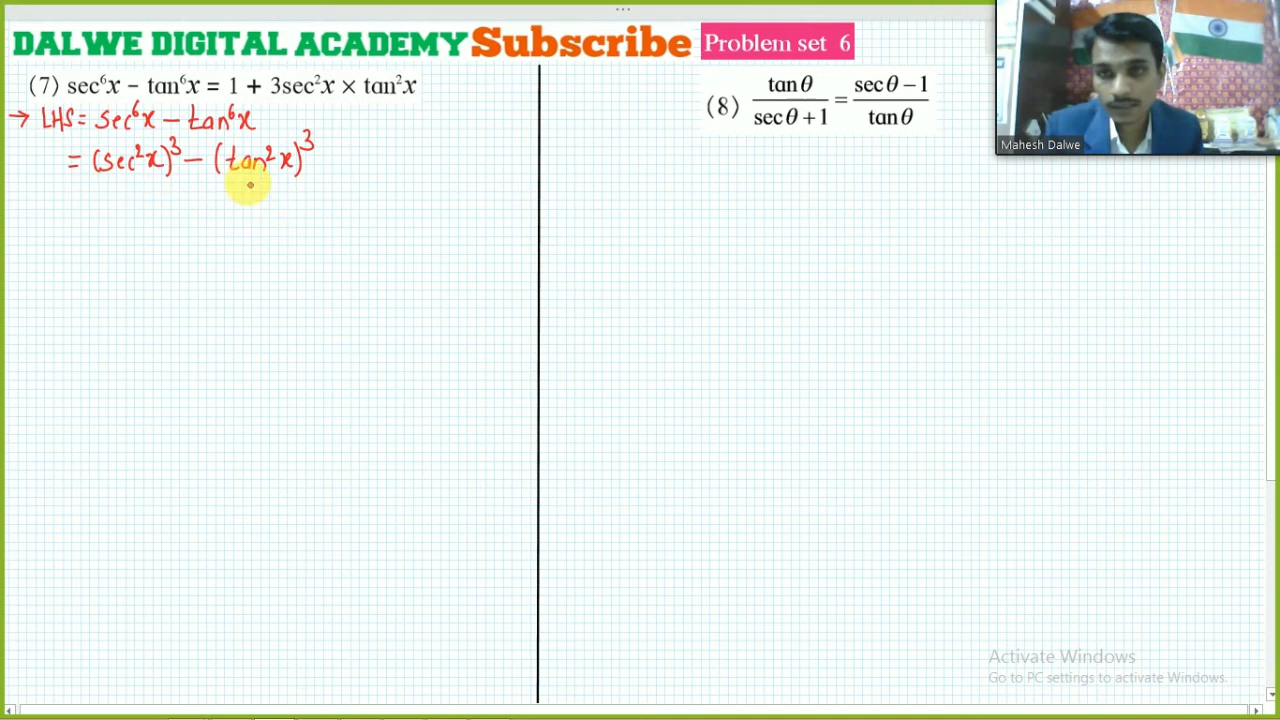 DALWE DIGITAL ACADEMY Subscribe Problem set 6
(7) sec⁶x − tan⁶x = 1 + 3sec²x × tan²x
→ LHS = sec⁶x − tan⁶x
= (sec²x)³ − (tan²x)³
(8) tanθ / secθ + 1 = secθ − 1 / tanθ
Mahesh Dalwe
Activate Windows
Go to PC settings to activate Windows.